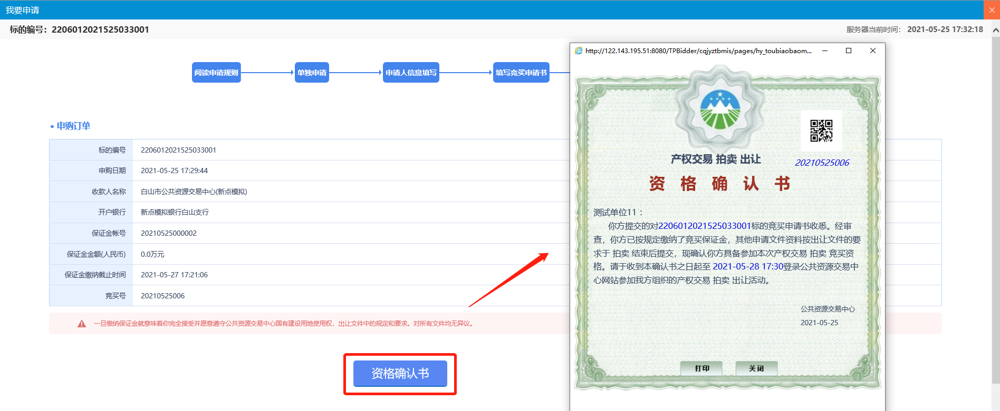 我要申请
标的编号：2206012021525033001
服务器当前时间： 2021-05-25 17:32:18
阅读申请规则
单独申请
申请人信息填写
填写竞买申请书
申购订单
标的编号 2206012021525033001
申购日期 2021-05-25 17:29:44
收款人名称 白山市公共资源交易中心(新点模拟)
开户银行 新点模拟银行白山支行
保证金帐号 20210525000002
保证金金额(人民币) 0.0万元
保证金缴纳截止时间 2021-05-27 17:21:06
竞买号 20210525006
一旦缴纳保证金就意味着你完全接受并愿意遵守公共资源交易中心国有建设用地使用权，出让文件中的规定和要求。对所有文件均无异议。
资格确认书
http://122.143.195.51:8080/TPBidder/cqjyztbmis/pages/hy_toubiaobaom...
20210525006
产权交易 拍卖 出让
资格确认书
测试单位11：
你方提交的对2206012021525033001标的竞买申请书收悉。经审
查，你方已按规定缴纳了竞买保证金，其他申请文件资料按出让文件的要
求于 拍卖 结束后提交，现确认你方具备参加本次产权交易 拍卖 竞买资
格。请于收到本确认书之日起至 2021-05-28 17:30登录公共资源交易中
心网站参加我方组织的产权交易 拍卖 出让活动。
公共资源交易中心
2021-05-25
打印
关闭